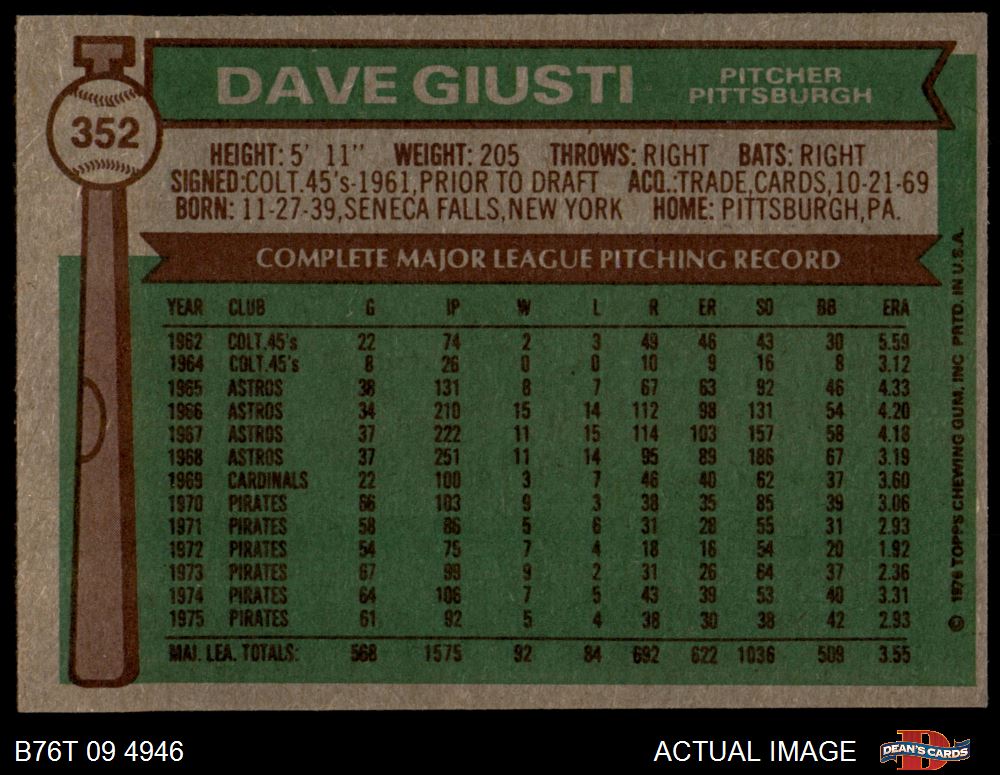 DAVE GIUSTI
PITCHER
PITTSBURGH
352
HEIGHT: 5' 11" WEIGHT: 205 THROWS: RIGHT BATS: RIGHT
SIGNED:COLT.45's-1961,PRIOR TO DRAFT ACQ.:TRADE,CARDS,10-21-69
BORN: 11-27-39,SENECA FALLS,NEW YORK HOME: PITTSBURGH,PA.
COMPLETE MAJOR LEAGUE PITCHING RECORD
YEAR CLUB G IP W L R ER SO BB ERA
1962 COLT.45's 22 74 2 3 49 46 43 30 5.59
1964 COLT.45's 8 26 0 0 10 9 16 8 3.12
1965 ASTROS 38 131 8 7 67 63 92 46 4.33
1966 ASTROS 34 210 15 14 112 98 131 54 4.20
1967 ASTROS 37 222 11 15 114 103 157 58 4.18
1968 ASTROS 37 251 11 14 95 89 186 67 3.19
1969 CARDINALS 22 100 3 7 46 40 62 37 3.60
1970 PIRATES 66 103 9 3 38 35 85 39 3.06
1971 PIRATES 58 86 5 6 31 28 55 31 2.93
1972 PIRATES 54 75 7 4 18 16 54 20 1.92
1973 PIRATES 67 99 9 2 31 26 64 37 2.36
1974 PIRATES 64 106 7 5 43 39 53 40 3.31
1975 PIRATES 61 92 5 4 38 30 38 42 2.93
MAJ. LEA. TOTALS: 568 1575 92 84 692 622 1036 509 3.55
© 1976 TOPPS CHEWING GUM, INC PRTD. IN U.S.A.
B76T 09 4946
ACTUAL IMAGE
DEAN'S CARDS